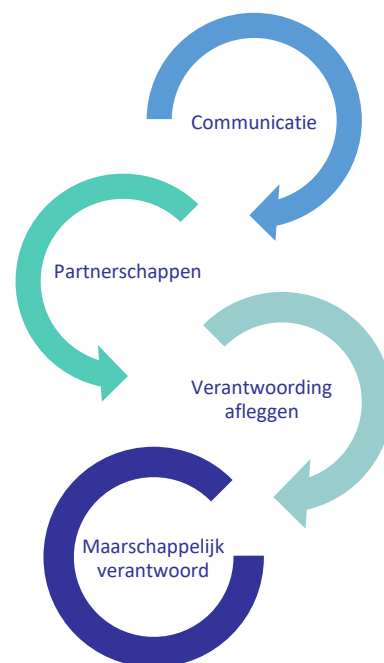 Communicatie
Partnerschappen
Verantwoording
afleggen
Maarschappelijk
verantwoord